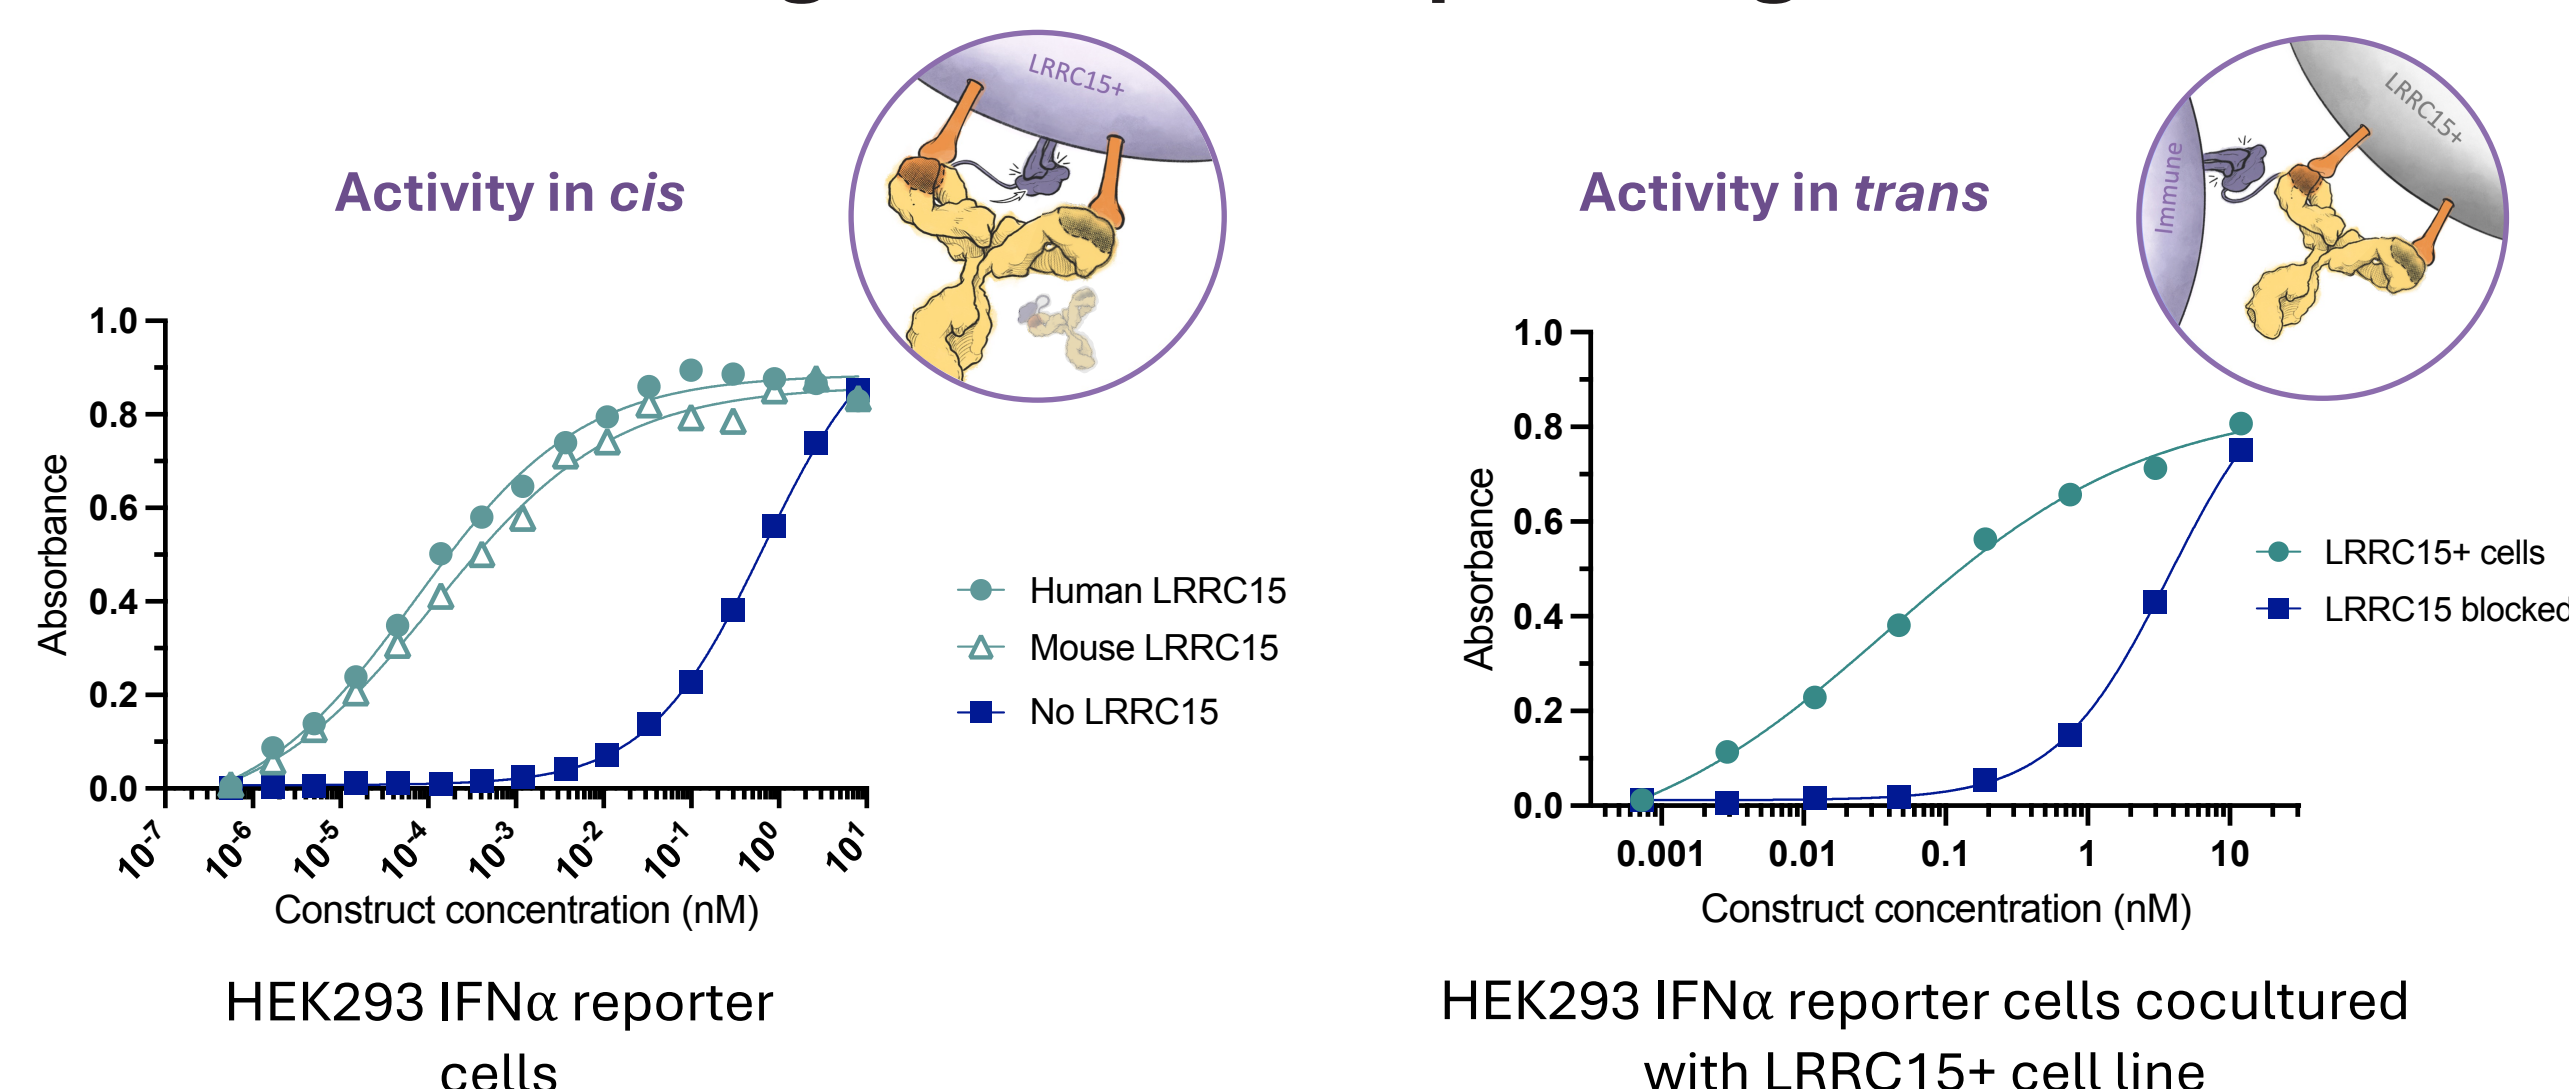 Activity in cis
LRRC15+
1.0
0.8
0.6
0.4
0.2
0.0
Absorbance
10-7
10-6
10-5
10-4
10-3
10-2
10-1
100
101
Construct concentration (nM)
Human LRRC15
Mouse LRRC15
No LRRC15
HEK293 IFNα reporter
cells
Activity in trans
Immune
LRRC15+
1.0
0.8
0.6
0.4
0.2
0.0
Absorbance
0.001
0.01
0.1
1
10
Construct concentration (nM)
LRRC15+ cells
LRRC15 blocked
HEK293 IFNα reporter cells cocultured
with LRRC15+ cell line